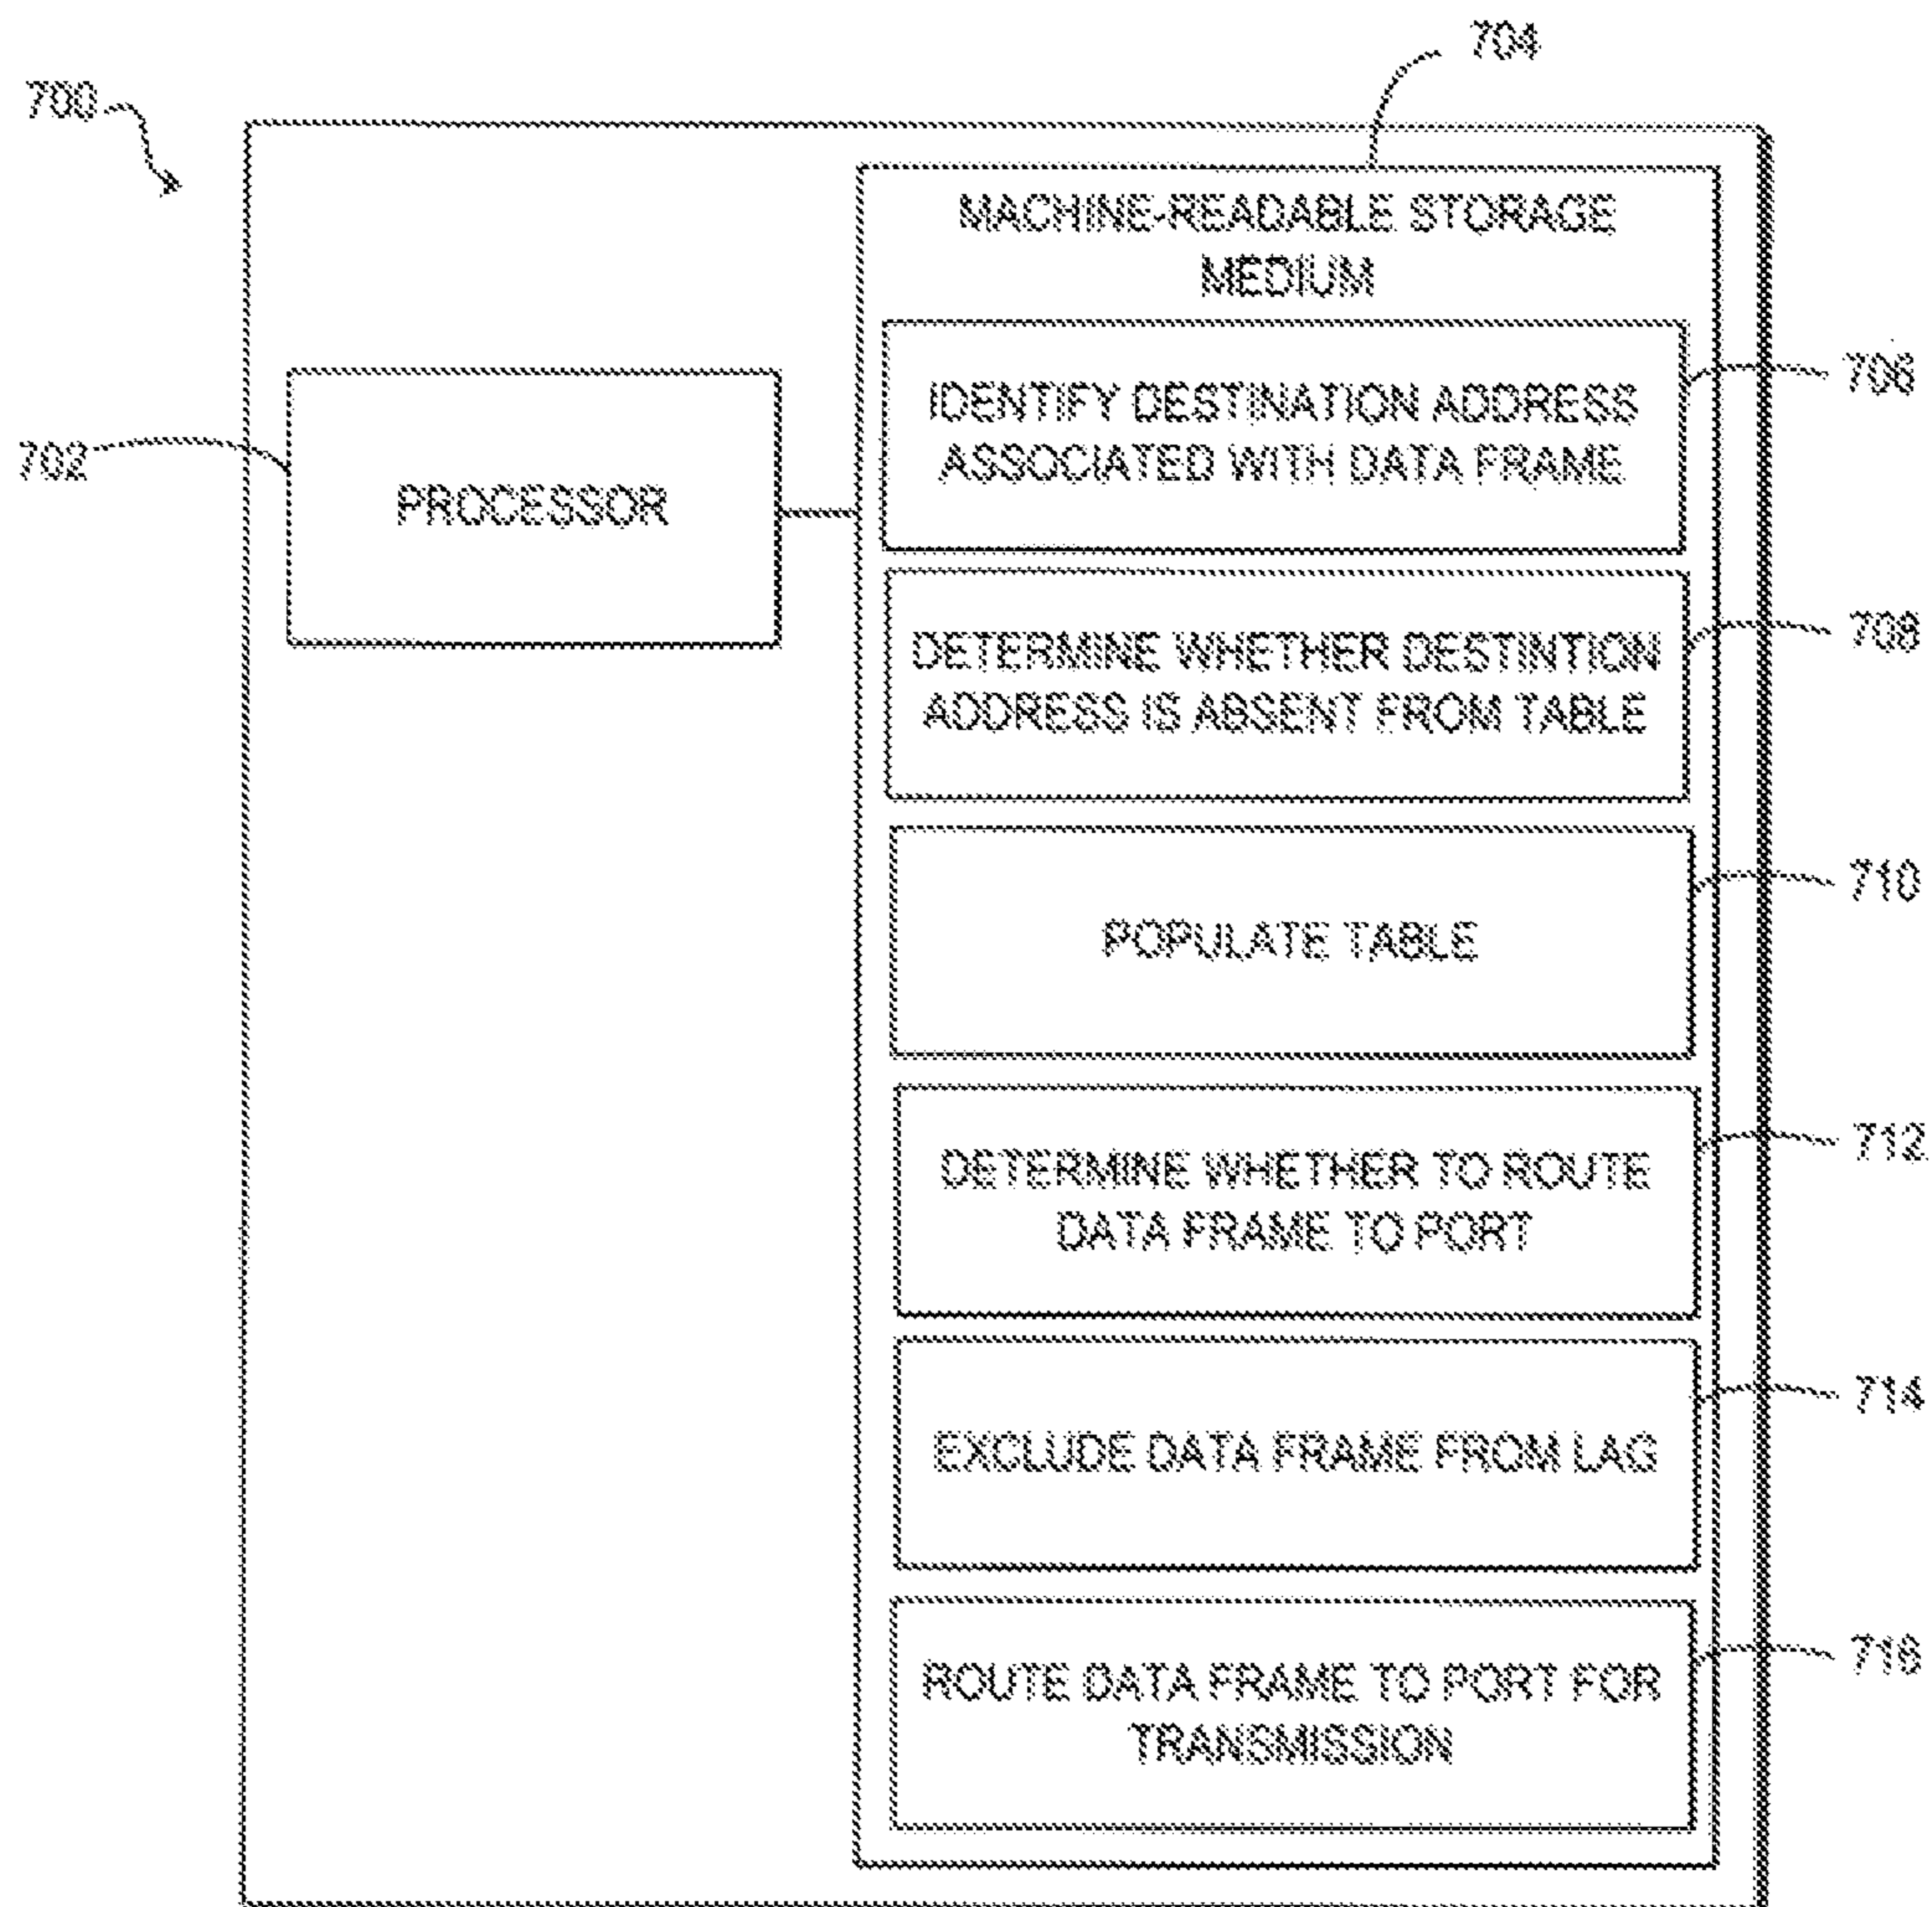 704
700
MACHINE-READABLE STORAGE
MEDIUM
706
IDENTIFY DESTINATION ADDRESS
ASSOCIATED WITH DATA FRAME
702
PROCESSOR
708
DETERMINE WHETHER DESTINTION
ADDRESS IS ABSENT FROM TABLE
710
POPULATE TABLE
712
DETERMINE WHETHER TO ROUTE
DATA FRAME TO PORT
714
EXCLUDE DATA FRAME FROM LAG
716
ROUTE DATA FRAME TO PORT FOR
TRANSMISSION